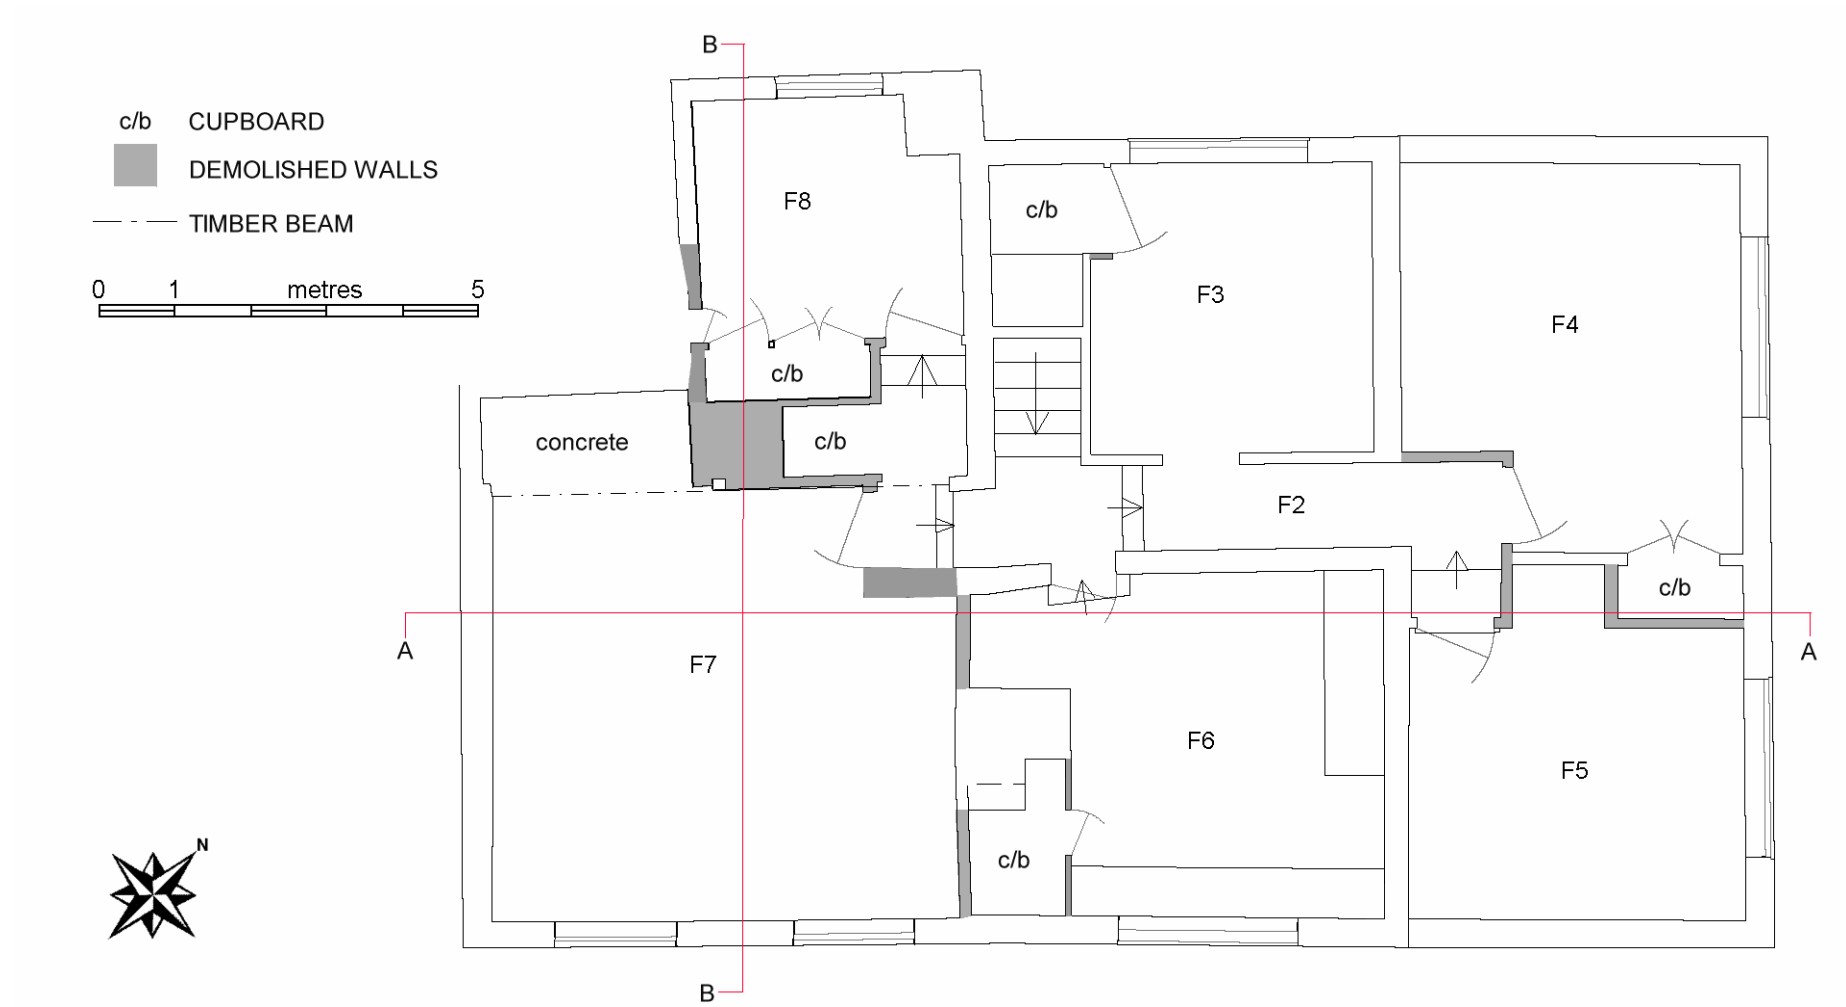 B
c/b CUPBOARD
DEMOLISHED WALLS
TIMBER BEAM
0 1 metres 5
F8
c/b
F3
F4
c/b
concrete
c/b
F2
c/b
A
A
F7
F6
F5
c/b
N
B